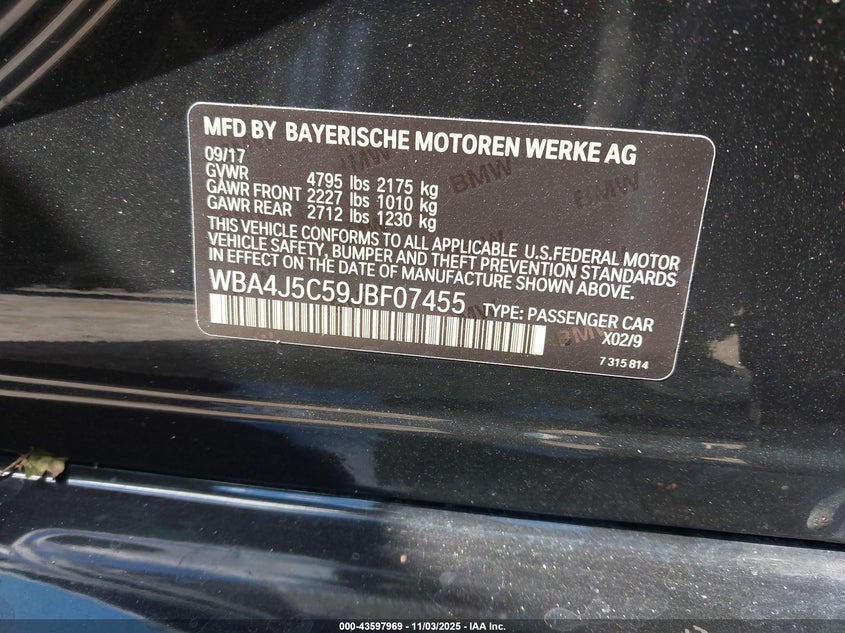 MFD BY BAYERISCHE MOTOREN WERKE AG
09/17
GVWR 4795 lbs 2175 kg
GAWR FRONT 2227 lbs 1010 kg
GAWR REAR 2712 lbs 1230 kg
THIS VEHICLE CONFORMS TO ALL APPLICABLE U.S.FEDERAL MOTOR
VEHICLE SAFETY, BUMPER AND THEFT PREVENTION STANDARDS
IN EFFECT ON THE DATE OF MANUFACTURE SHOWN ABOVE.
WBA4J5C59JBF07455 TYPE: PASSENGER CAR
X02/9
7 315 814
000-43597969 - 11/03/2025 - IAA Inc.